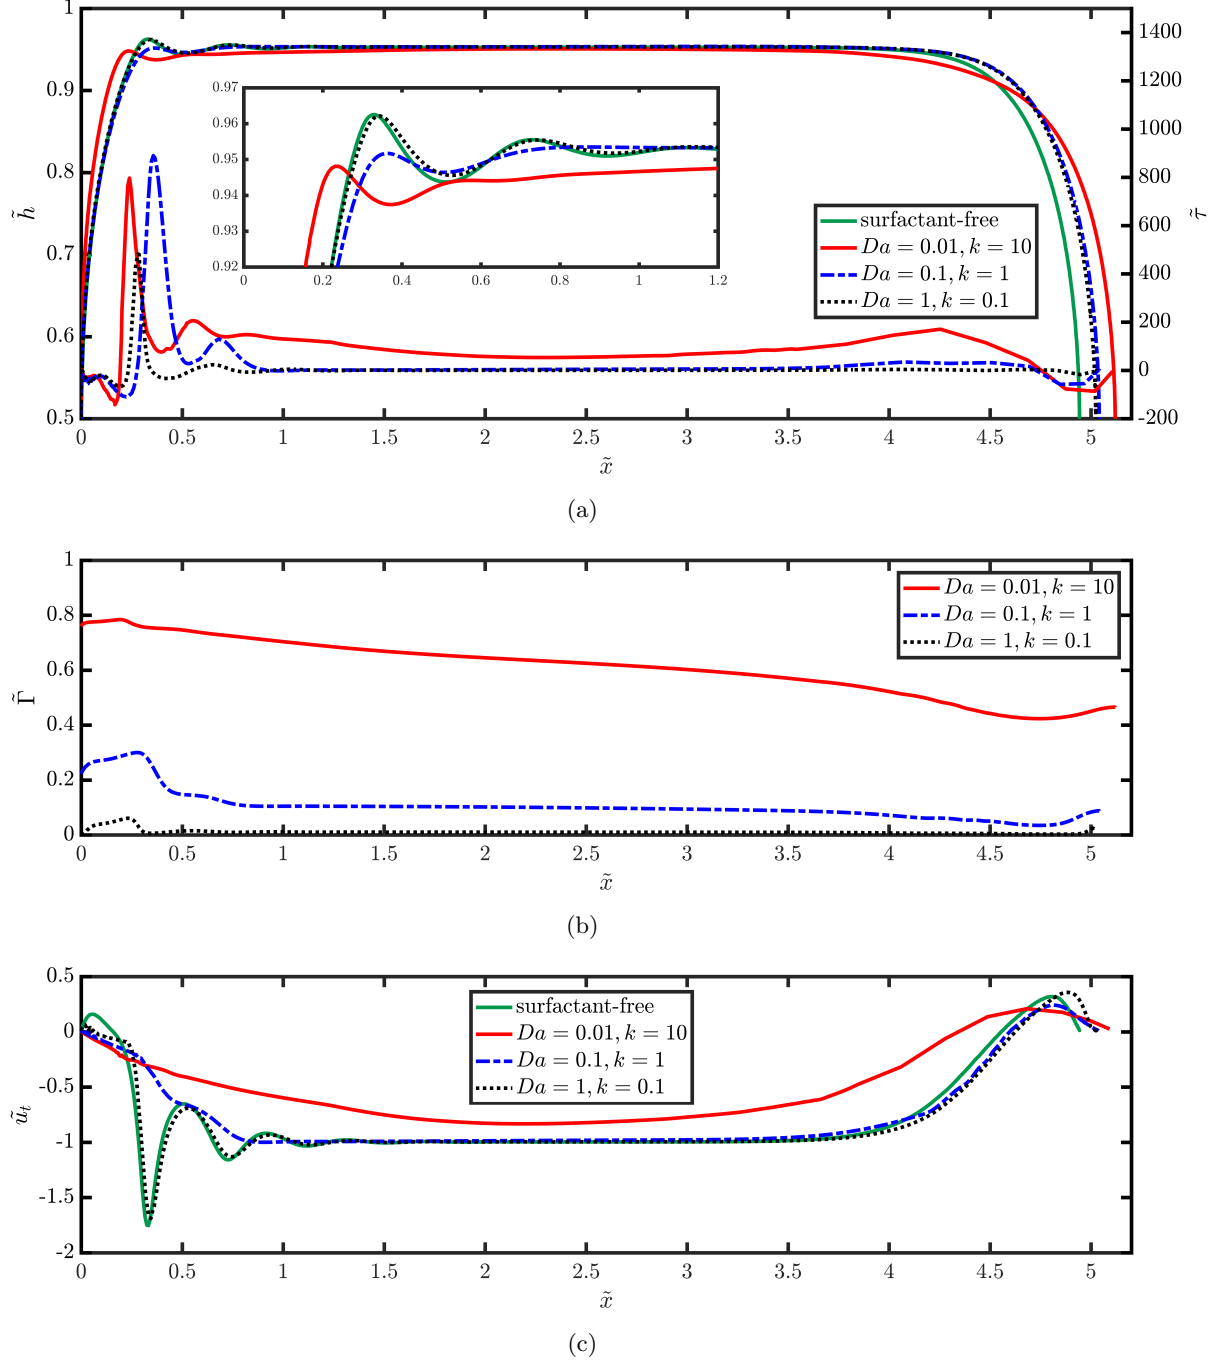 1
0.9
0.8
0.7
0.6
0.5
h̃
1400
1200
1000
800
600
400
200
0
-200
τ̃
0.97
0.96
0.95
0.94
0.93
0.92
0 0.2 0.4 0.6 0.8 1 1.2
surfactant-free
Da = 0.01, k = 10
Da = 0.1, k = 1
Da = 1, k = 0.1
0 0.5 1 1.5 2 2.5 3 3.5 4 4.5 5
x̃
(a)
1
0.8
0.6
0.4
0.2
0
Γ̃
Da = 0.01, k = 10
Da = 0.1, k = 1
Da = 1, k = 0.1
0 0.5 1 1.5 2 2.5 3 3.5 4 4.5 5
x̃
(b)
0.5
0
-0.5
-1
-1.5
-2
ũₜ
surfactant-free
Da = 0.01, k = 10
Da = 0.1, k = 1
Da = 1, k = 0.1
0 0.5 1 1.5 2 2.5 3 3.5 4 4.5 5
x̃
(c)